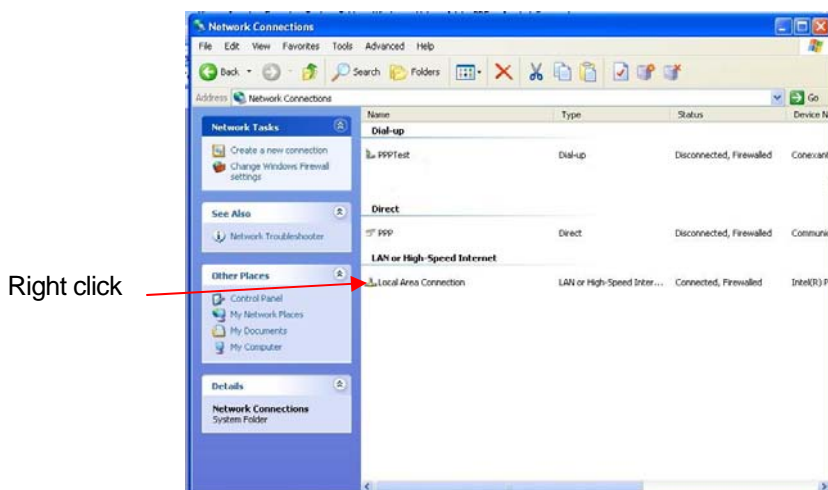 Network Connections
File Edit View Favorites Tools Advanced Help
Back Search Folders
Address Network Connections Go
Name Type Status Device N
Network Tasks
Create a new connection
Change Windows Firewall
settings
See Also
Network Troubleshooter
Other Places
Control Panel
My Network Places
My Documents
My Computer
Details
Network Connections
System Folder
Dial-up
PPPTest Dial-up Disconnected, Firewalled Conexant
Direct
PPP Direct Disconnected, Firewalled Communi
LAN or High-Speed Internet
Local Area Connection LAN or High-Speed Inter... Connected, Firewalled Intel(R) P
Right click